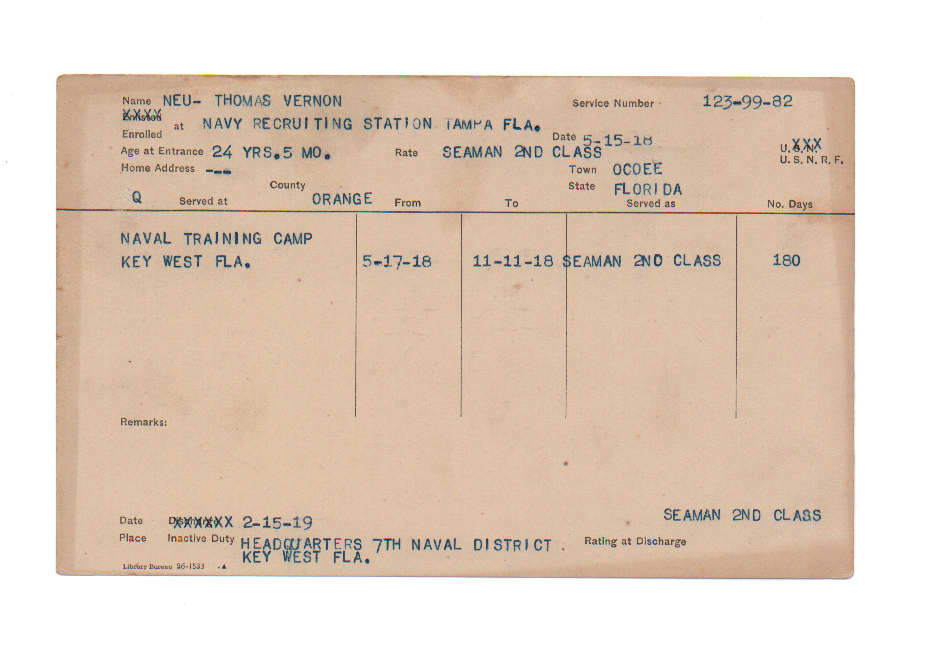 Name NEU- THOMAS VERNON Service Number 123-99-82
Enlisted XXXX
Enrolled at NAVY RECRUITING STATION TAMPA FLA. Date 5-15-18
Age at Entrance 24 YRS.5 MO. Rate SEAMAN 2ND CLASS U.S.N. XXX
U. S. N. R. F.
Home Address --- Town OCOEE
County State FLORIDA
Q Served at ORANGE From To Served as No. Days
NAVAL TRAINING CAMP
KEY WEST FLA. 5-17-18 11-11-18 SEAMAN 2ND CLASS 180
Remarks:
SEAMAN 2ND CLASS
Date XXXXXX 2-15-19
Place Inactive Duty HEADQUARTERS 7TH NAVAL DISTRICT . Rating at Discharge
KEY WEST FLA.
Library Bureau 26-1533